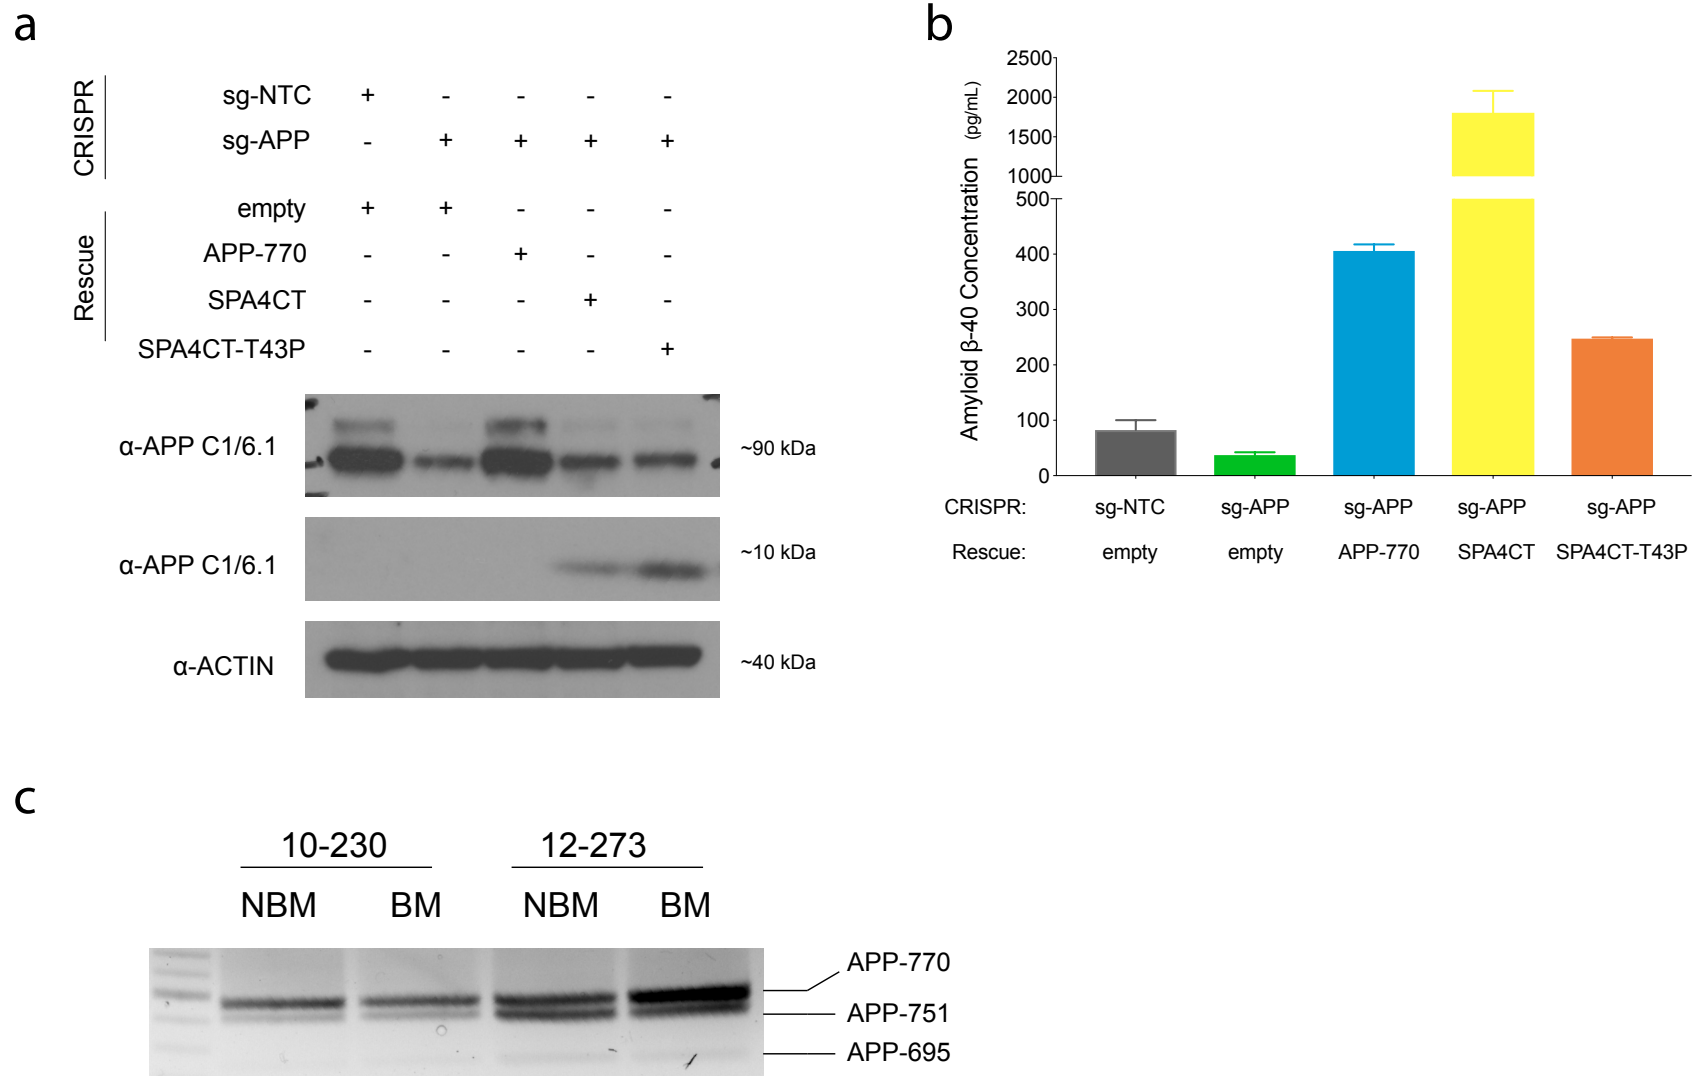 a
CRISPR
sg-NTC + - - - -
sg-APP - + + + +
Rescue
empty + + - - -
APP-770 - - + - -
SPA4CT - - - + -
SPA4CT-T43P - - - - +
α-APP C1/6.1 ~90 kDa
α-APP C1/6.1 ~10 kDa
α-ACTIN ~40 kDa
b
Amyloid β-40 Concentration (pg/mL)
2500
2000
1500
1000
500
400
300
200
100
0
CRISPR: sg-NTC sg-APP sg-APP sg-APP sg-APP
Rescue: empty empty APP-770 SPA4CT SPA4CT-T43P
c
10-230 12-273
NBM BM NBM BM
APP-770
APP-751
APP-695